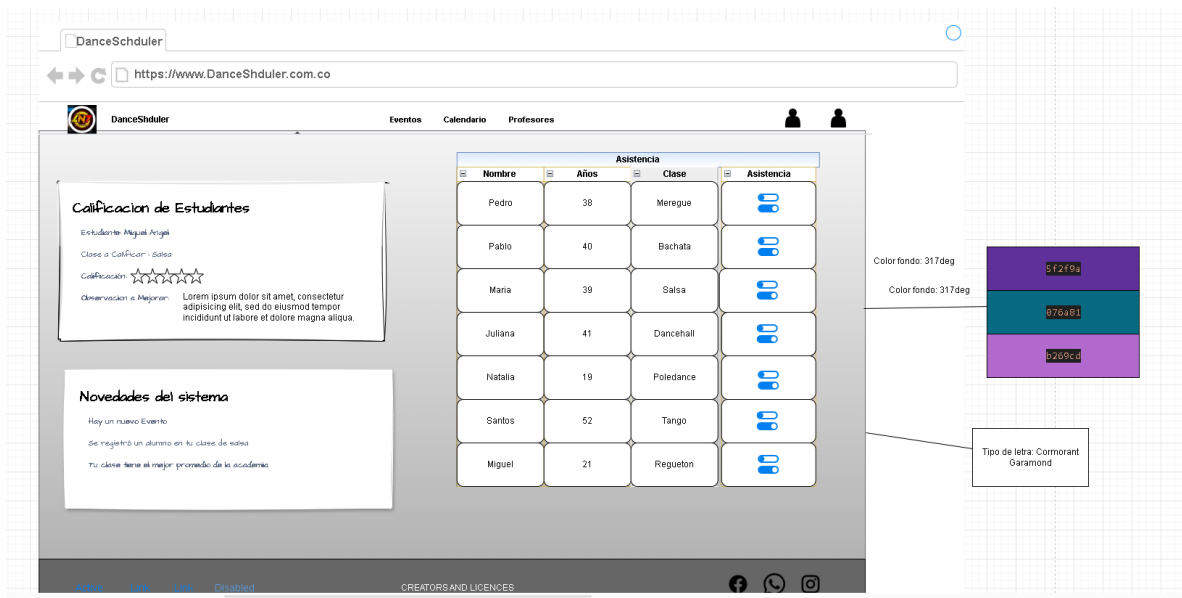 DanceSchduler
https://www.DanceShduler.com.co
DanceShduler
Eventos Calendario Profesores
Calificacion de Estudiantes
Estudiante: Miguel Angel
Clase a Calificar : Salsa
Calificación:
Observacion a Mejorar:
Lorem ipsum dolor sit amet, consectetur
adipisicing elit, sed do eiusmod tempor
incididunt ut labore et dolore magna aliqua.
Novedades del sistema
Hay un nuevo Evento
Se registró un alumno en tu clase de salsa
Tu clase tiene el mejor promedio de la academia
Asistencia
Nombre Años Clase Asistencia
Pedro 38 Meregue
Pablo 40 Bachata
Maria 39 Salsa
Juliana 41 Dancehall
Natalia 19 Poledance
Santos 52 Tango
Miguel 21 Regueton
Color fondo: 317deg
Color fondo: 317deg
5f2f9a
076a81
b269cd
Tipo de letra: Cormorant
Garamond
Disabled
CREATORS AND LICENCES